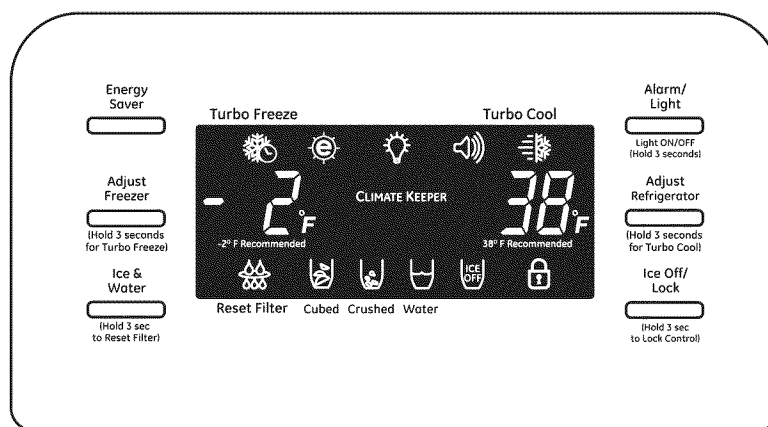 Energy
Saver
Adjust
Freezer
(Hold 3 seconds
for Turbo Freeze)
Ice &
Water
(Hold 3 sec
to Reset Filter)
Turbo Freeze
Turbo Cool
e
- 2°F
CLIMATE KEEPER
38°F
-2° F Recommended
38° F Recommended
ICE
OFF
Reset Filter
Cubed
Crushed
Water
Alarm/
Light
Light ON/OFF
(Hold 3 seconds)
Adjust
Refrigerator
(Hold 3 seconds
for Turbo Cool)
Ice Off/
Lock
(Hold 3 sec
to Lock Control)